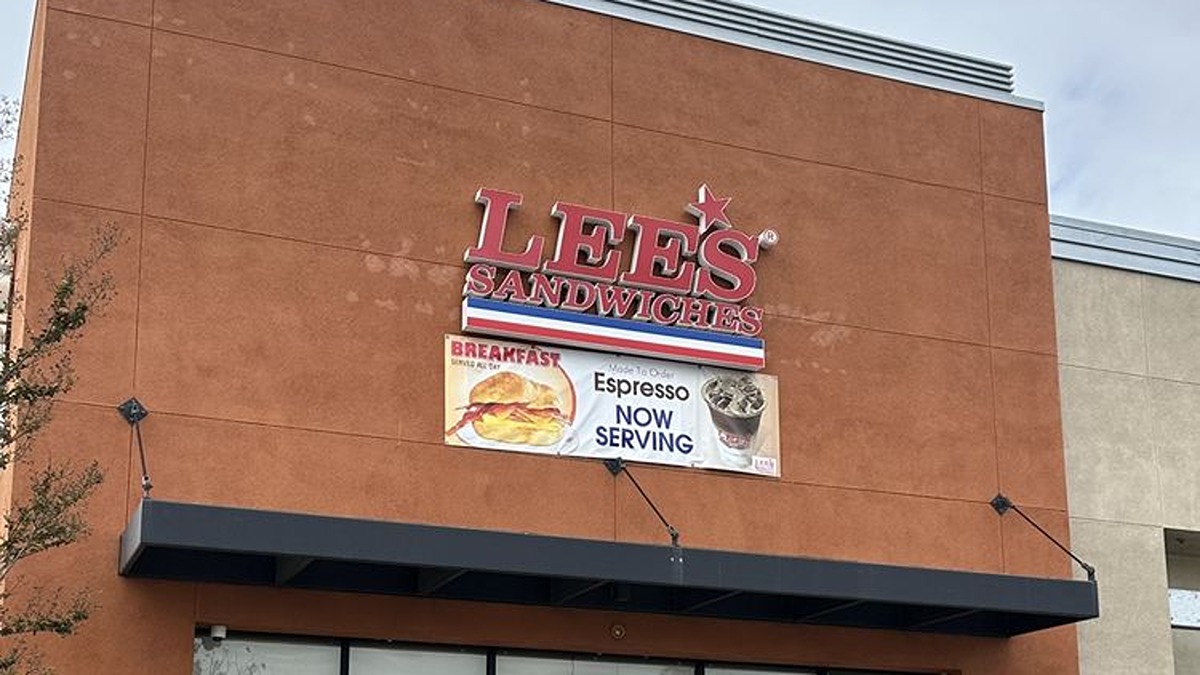 LEE'S
®
SANDWICHES
BREAKFAST
SERVED ALL DAY
Made To Order
Espresso
NOW
SERVING